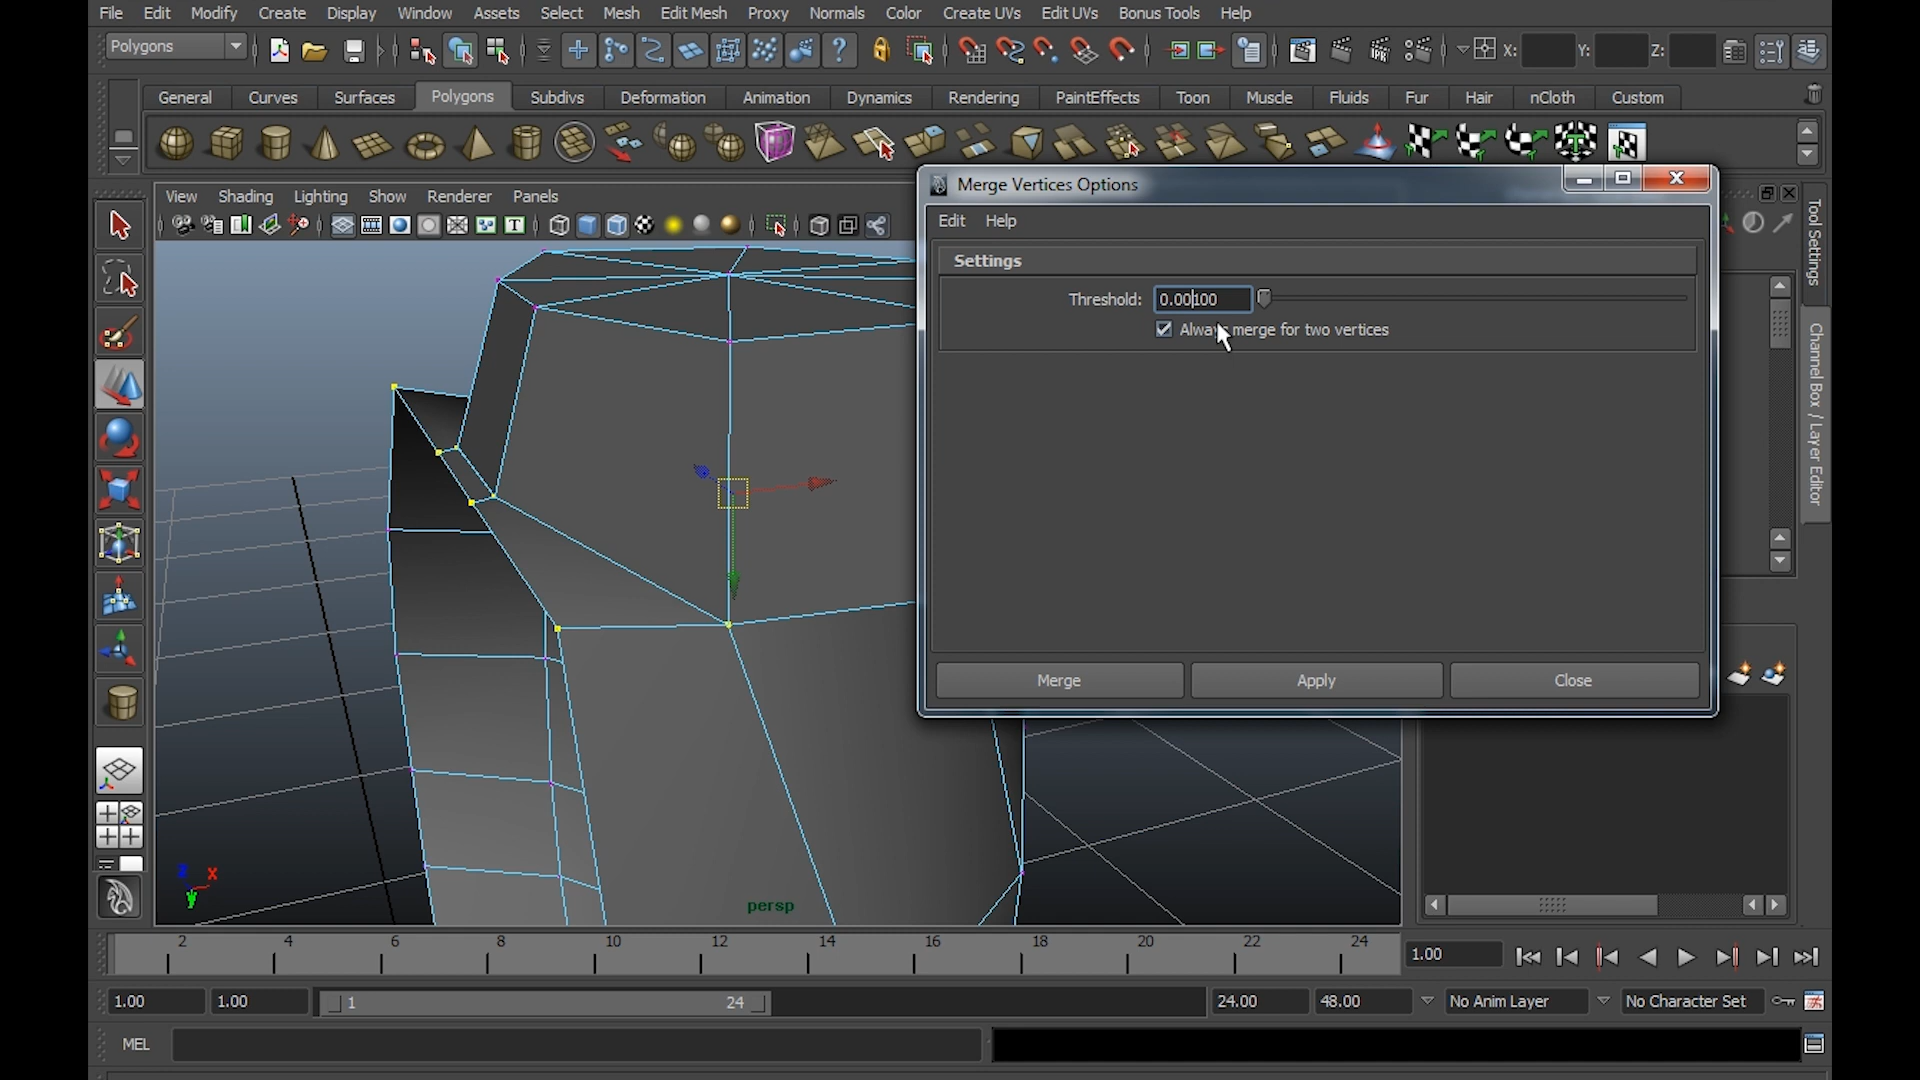 File Edit Modify Create Display Window Assets Select Mesh Edit Mesh Proxy Normals Color Create UVs Edit UVs Bonus Tools Help
Polygons X: Y: Z:
General Curves Surfaces Polygons Subdivs Deformation Animation Dynamics Rendering PaintEffects Toon Muscle Fluids Fur Hair nCloth Custom
View Shading Lighting Show Renderer Panels
Merge Vertices Options
Edit Help
Settings
Threshold: 0.00100
Always merge for two vertices
Merge Apply Close
Tool Settings
Channel Box / Layer Editor
z x
y
persp
2 4 6 8 10 12 14 16 18 20 22 24
1.00
1.00 1.00 1 24 24.00 48.00 No Anim Layer No Character Set
MEL